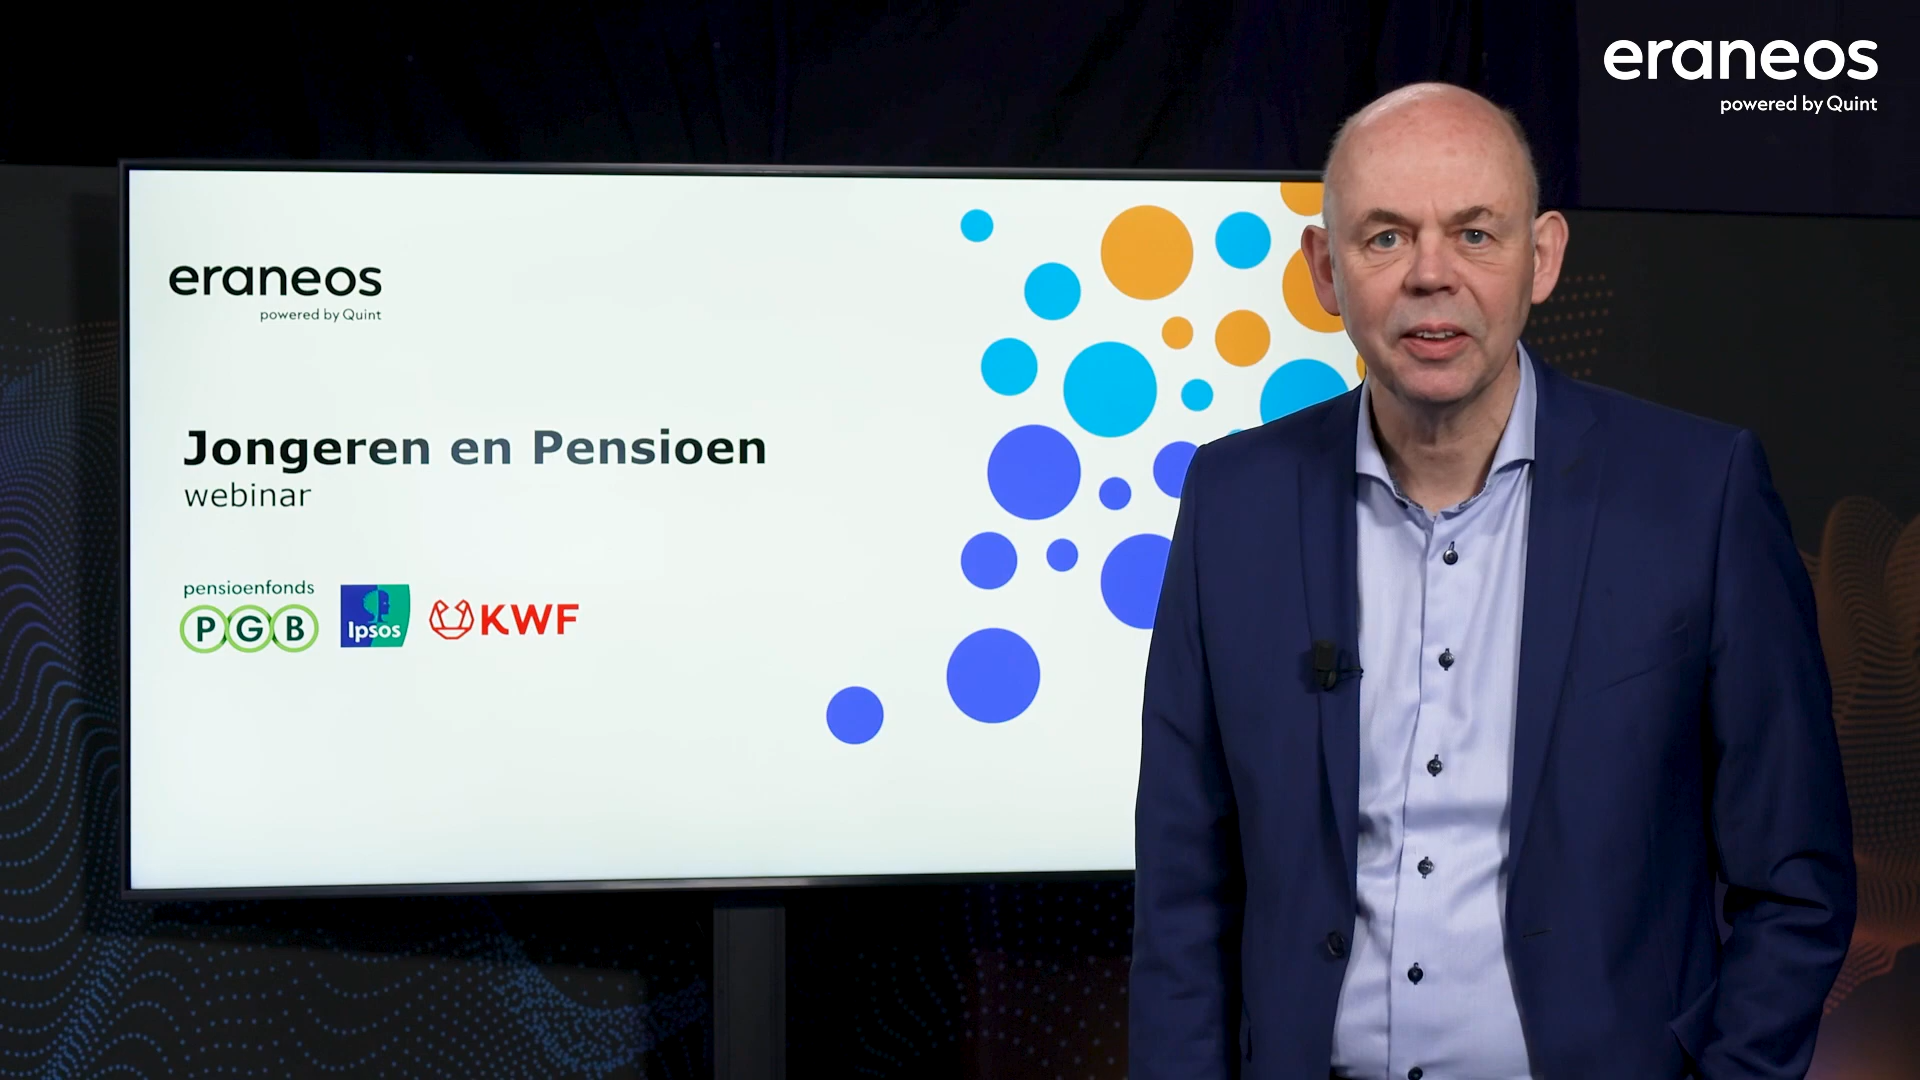 eraneos
powered by Quint
eraneos
powered by Quint
Jongeren en Pensioen
webinar
pensioenfonds
PGB
Ipsos
KWF